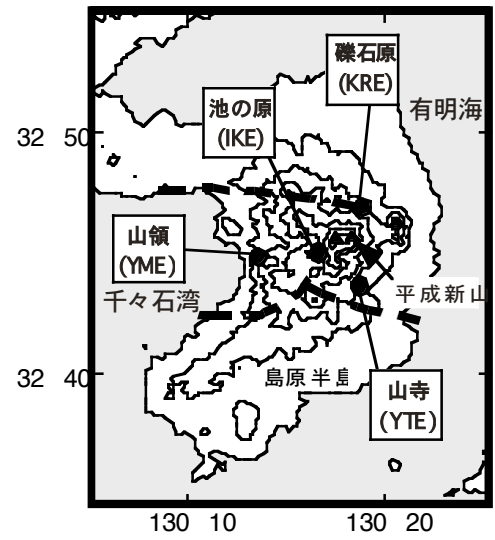 礫石原
(KRE)
池の原
(IKE)
有明海
32 50
山領
(YME)
千々石湾
平成新山
32 40
島原半島
山寺
(YTE)
130 10
130 20